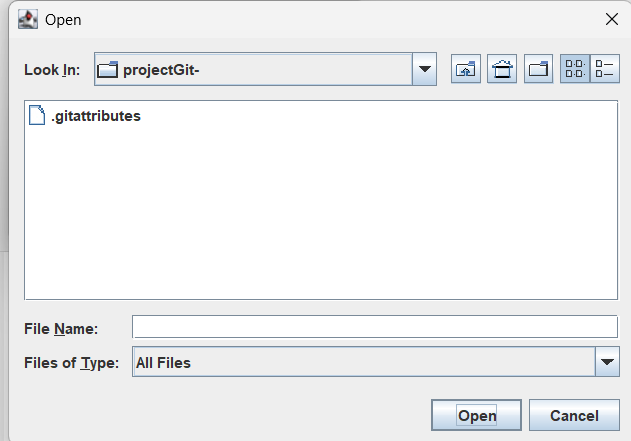 Open
Look In: projectGit-
.gitattributes
File Name:
Files of Type: All Files
Open Cancel